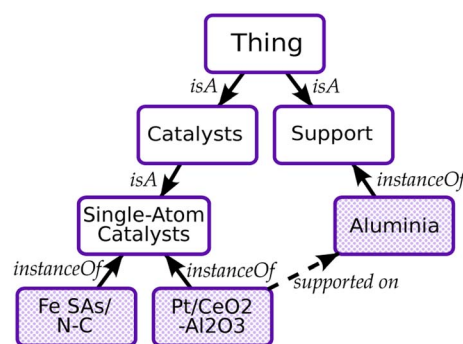 Thing
isA
isA
Catalysts
Support
isA
instanceOf
Single-Atom
Catalysts
Aluminia
instanceOf
instanceOf
supported on
Fe SAs/
N-C
Pt/CeO2
-Al2O3